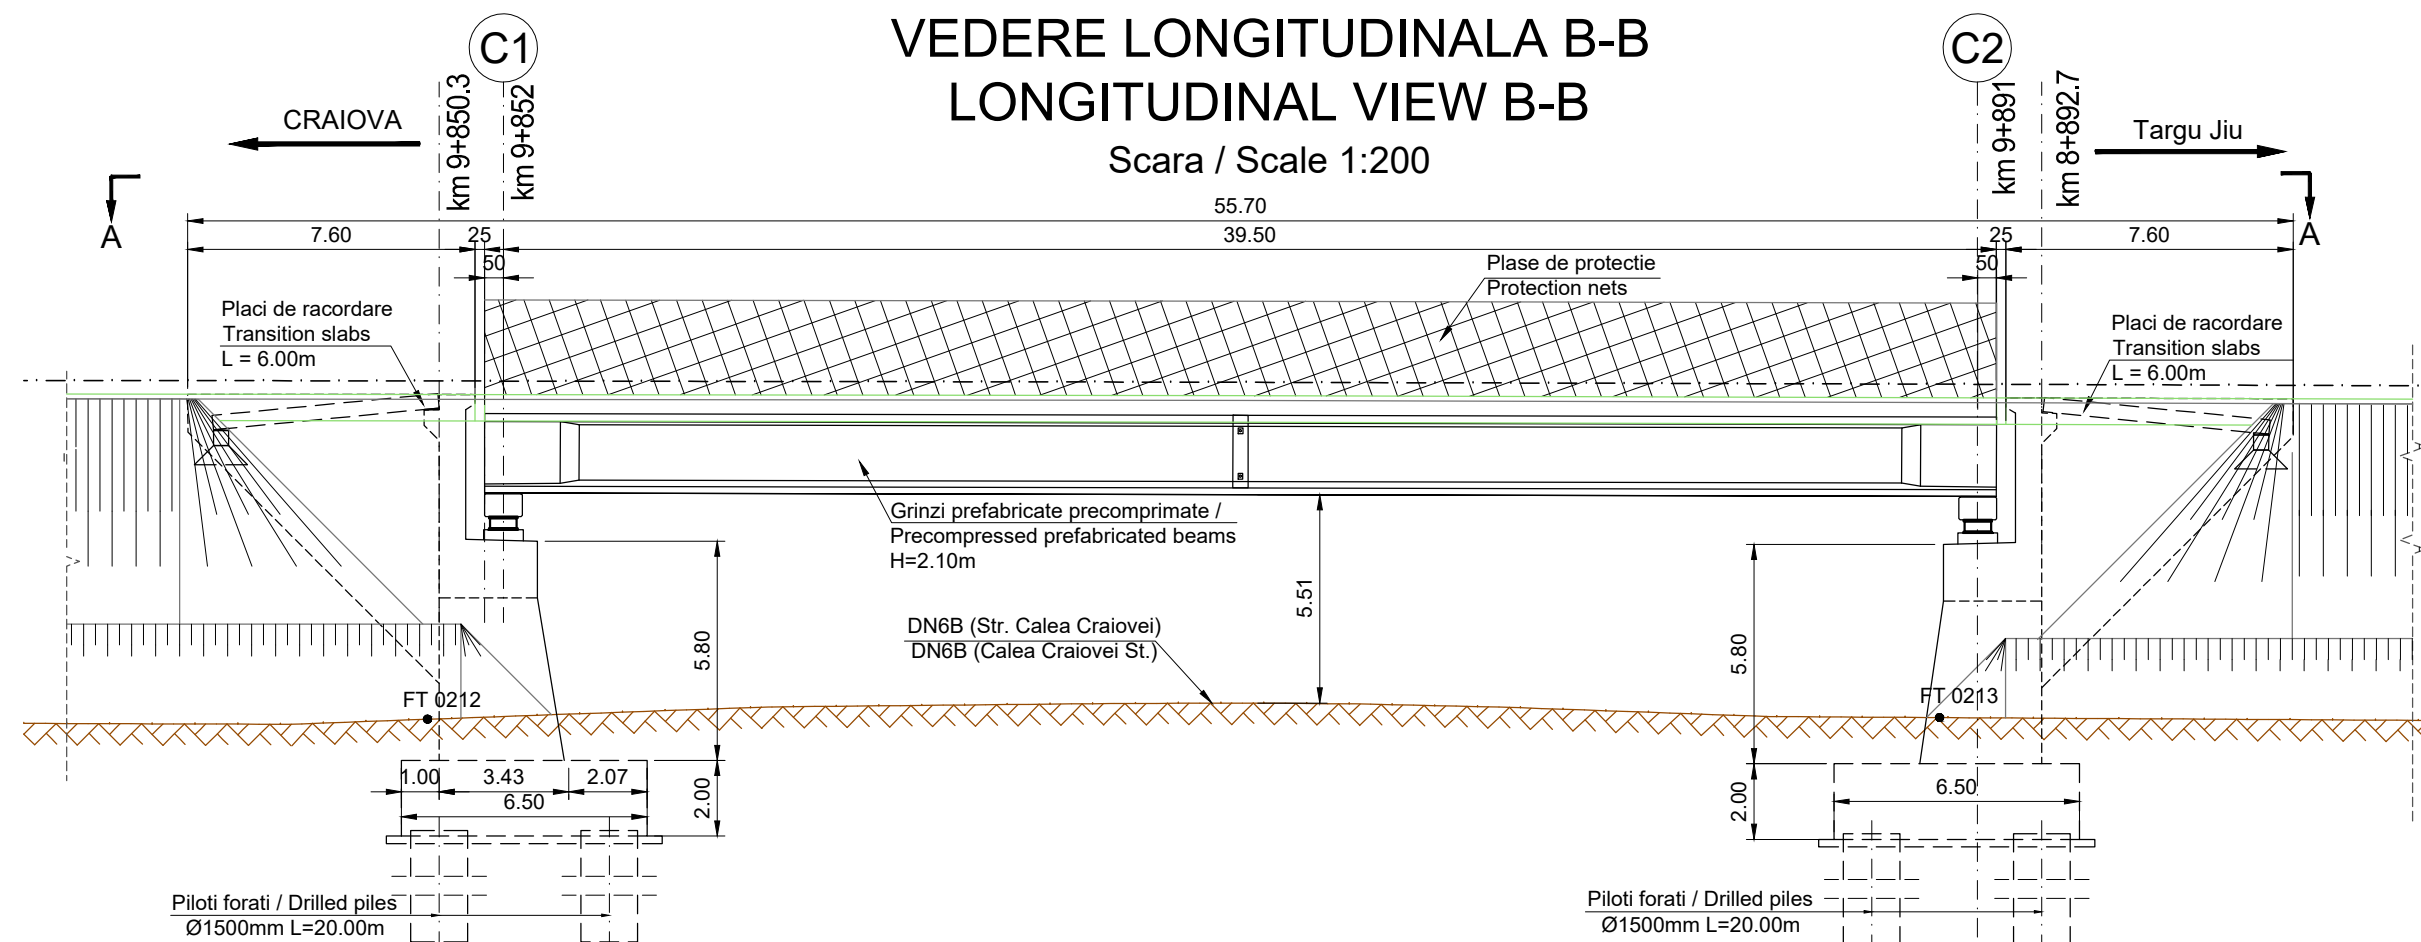 C1
VEDERE LONGITUDINALA B-B
C2
LONGITUDINAL VIEW B-B
Scara / Scale 1:200
CRAIOVA
km 9+850.3
km 9+852
km 9+891
km 8+892.7
Targu Jiu
A
A
55.70
7.60
25
39.50
25
7.60
50
50
Plase de protectie
Protection nets
Placi de racordare
Transition slabs
L = 6.00m
Placi de racordare
Transition slabs
L = 6.00m
Grinzi prefabricate precomprimate /
Precompressed prefabricated beams
H=2.10m
5.51
DN6B (Str. Calea Craiovei)
DN6B (Calea Craiovei St.)
5.80
5.80
FT 0212
FT 0213
1.00
3.43
2.07
6.50
2.00
2.00
6.50
Piloti forati / Drilled piles
Ø1500mm L=20.00m
Piloti forati / Drilled piles
Ø1500mm L=20.00m